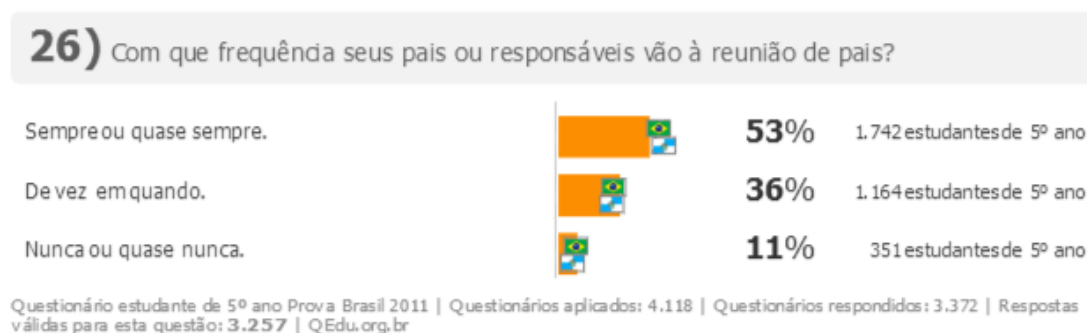 26) Com que frequência seus pais ou responsáveis vão à reunião de pais?
Sempre ou quase sempre. 53% 1.742 estudantes de 5º ano
De vez em quando. 36% 1.164 estudantes de 5º ano
Nunca ou quase nunca. 11% 351 estudantes de 5º ano
Questionário estudante de 5º ano Prova Brasil 2011 | Questionários aplicados: 4.118 | Questionários respondidos: 3.372 | Respostas
válidas para esta questão: 3.257 | QEdu.org.br